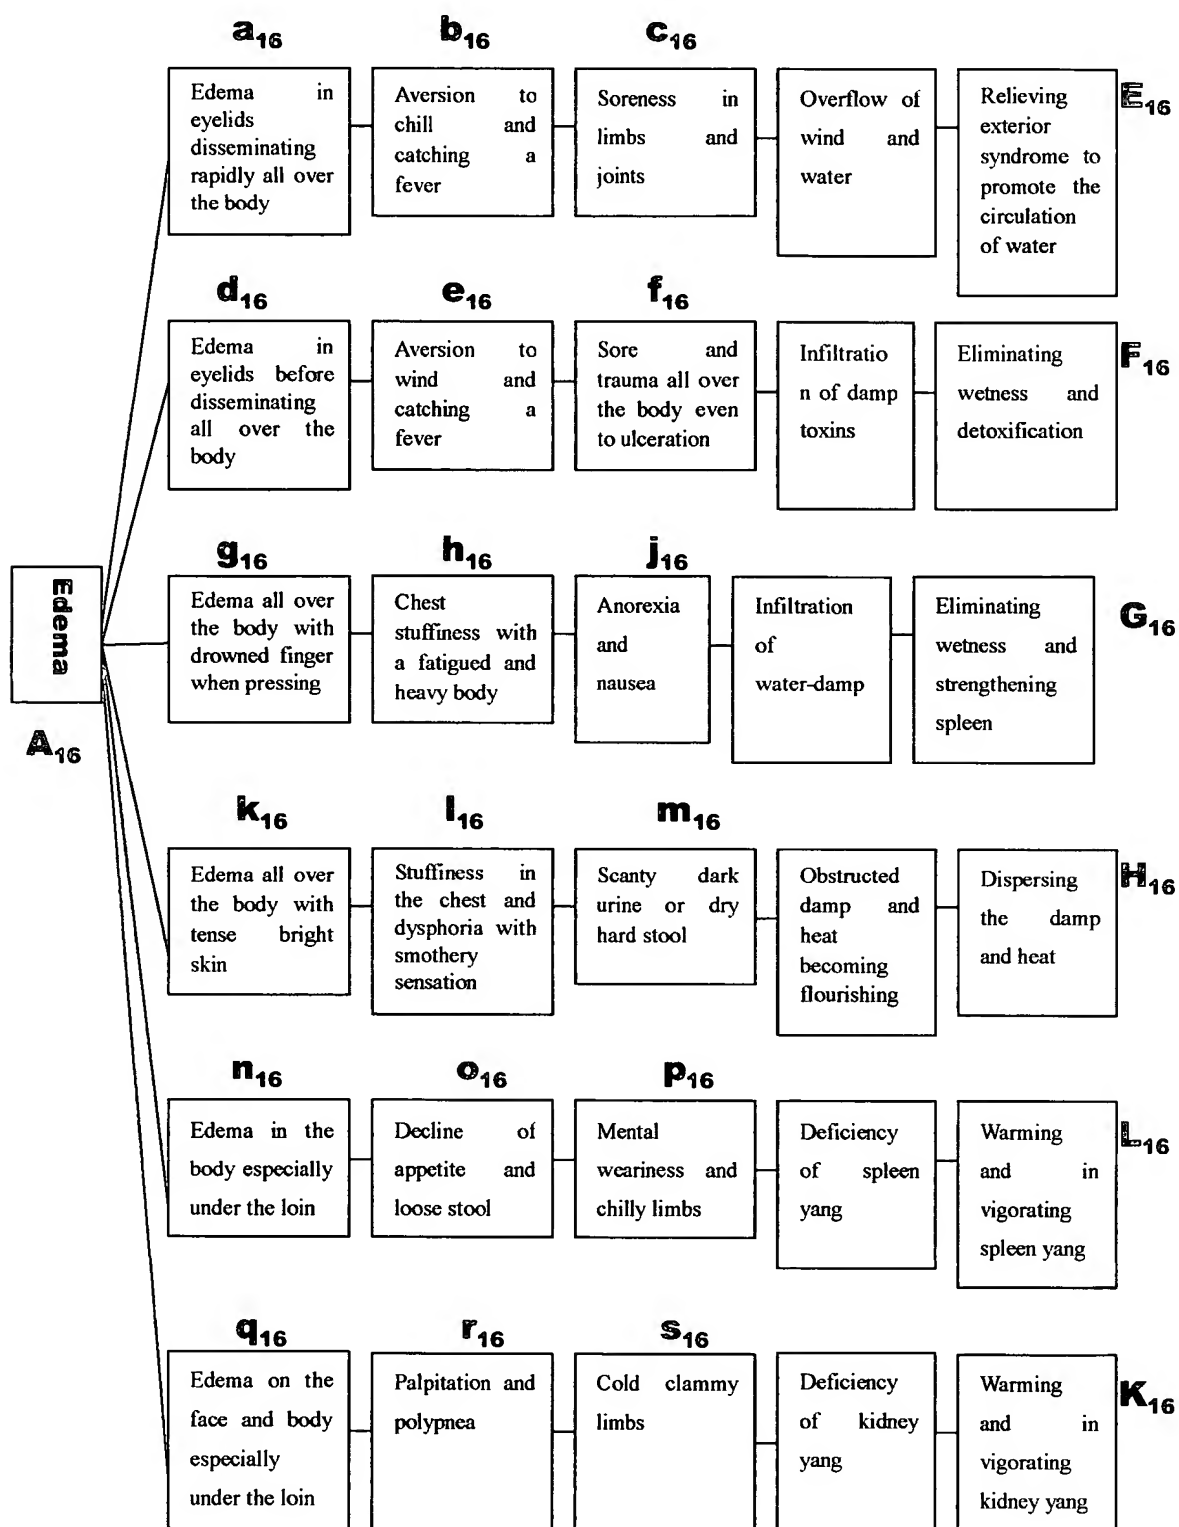 a16
b16
c16
Edema in
eyelids
disseminating
rapidly all over
the body
Aversion to
chill and
catching a
fever
Soreness in
limbs and
joints
Overflow of
wind and
water
Relieving
exterior
syndrome to
promote the
circulation
of water
E16
d16
e16
f16
Edema in
eyelids before
disseminating
all over the
body
Aversion to
wind and
catching a
fever
Sore and
trauma all over
the body even
to ulceration
Infiltratio
n of damp
toxins
Eliminating
wetness and
detoxification
F16
g16
h16
j16
Edema all over
the body with
drowned finger
when pressing
Chest
stuffiness with
a fatigued and
heavy body
Anorexia
and
nausea
Infiltration
of
water-damp
Eliminating
wetness and
strengthening
spleen
G16
Edema
A16
k16
l16
m16
Edema all over
the body with
tense bright
skin
Stuffiness in
the chest and
dysphoria with
smothery
sensation
Scanty dark
urine or dry
hard stool
Obstructed
damp and
heat
becoming
flourishing
Dispersing
the damp
and heat
H16
n16
o16
p16
Edema in the
body especially
under the loin
Decline of
appetite and
loose stool
Mental
weariness and
chilly limbs
Deficiency
of spleen
yang
Warming
and in
vigorating
spleen yang
L16
q16
r16
s16
Edema on the
face and body
especially
under the loin
Palpitation and
polypnea
Cold clammy
limbs
Deficiency
of kidney
yang
Warming
and in
vigorating
kidney yang
K16